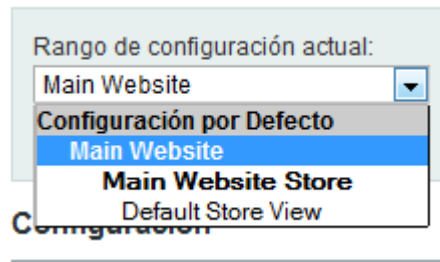 Rango de configuración actual:
Main Website
Configuración por Defecto
Main Website
Main Website Store
Default Store View
Configuración